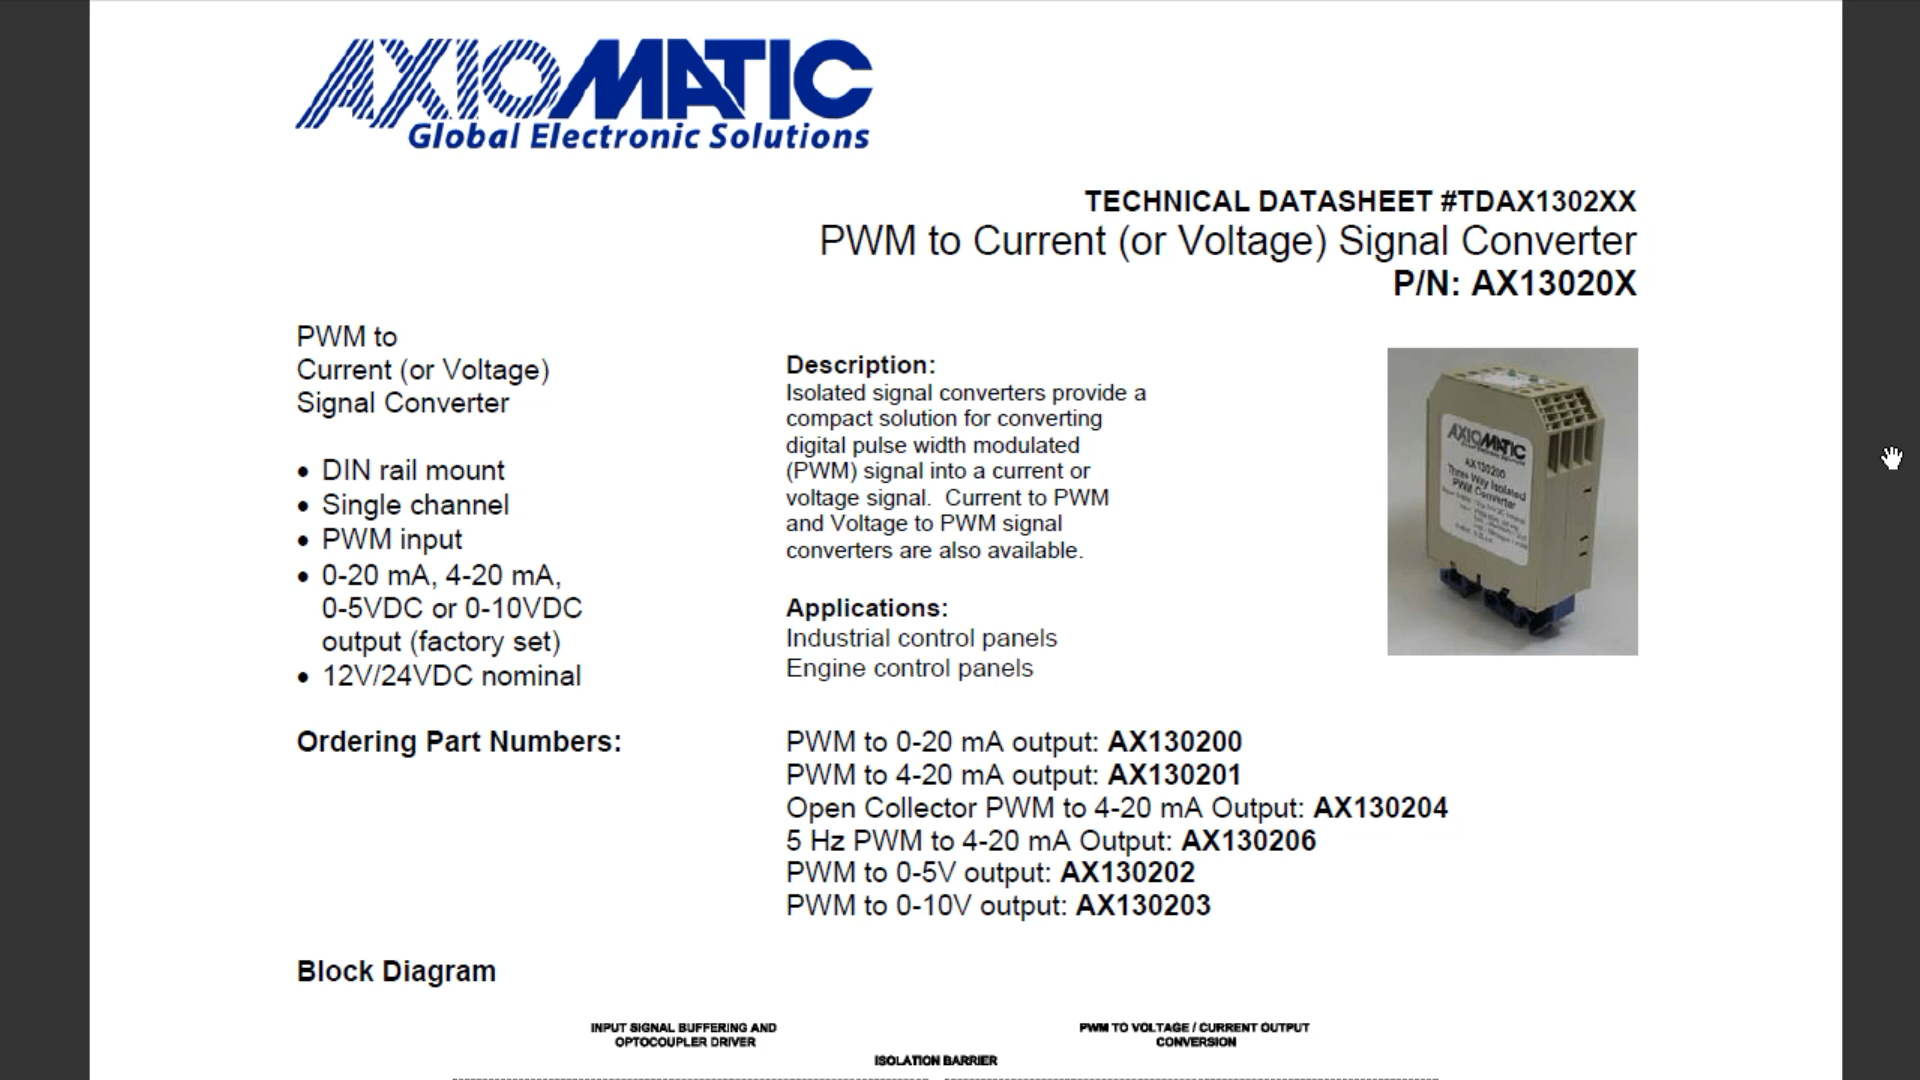 AXIOMATIC
Global Electronic Solutions
TECHNICAL DATASHEET #TDAX1302XX
PWM to Current (or Voltage) Signal Converter
P/N: AX13020X
PWM to
Current (or Voltage)
Signal Converter
• DIN rail mount
• Single channel
• PWM input
• 0-20 mA, 4-20 mA,
0-5VDC or 0-10VDC
output (factory set)
• 12V/24VDC nominal
Description:
Isolated signal converters provide a
compact solution for converting
digital pulse width modulated
(PWM) signal into a current or
voltage signal.  Current to PWM
and Voltage to PWM signal
converters are also available.
Applications:
Industrial control panels
Engine control panels
AXIOMATIC
AX130200
Three Way Isolated
PWM Converter
Ordering Part Numbers:
PWM to 0-20 mA output: AX130200
PWM to 4-20 mA output: AX130201
Open Collector PWM to 4-20 mA Output: AX130204
5 Hz PWM to 4-20 mA Output: AX130206
PWM to 0-5V output: AX130202
PWM to 0-10V output: AX130203
Block Diagram
INPUT SIGNAL BUFFERING AND
OPTOCOUPLER DRIVER
PWM TO VOLTAGE / CURRENT OUTPUT
CONVERSION
ISOLATION BARRIER